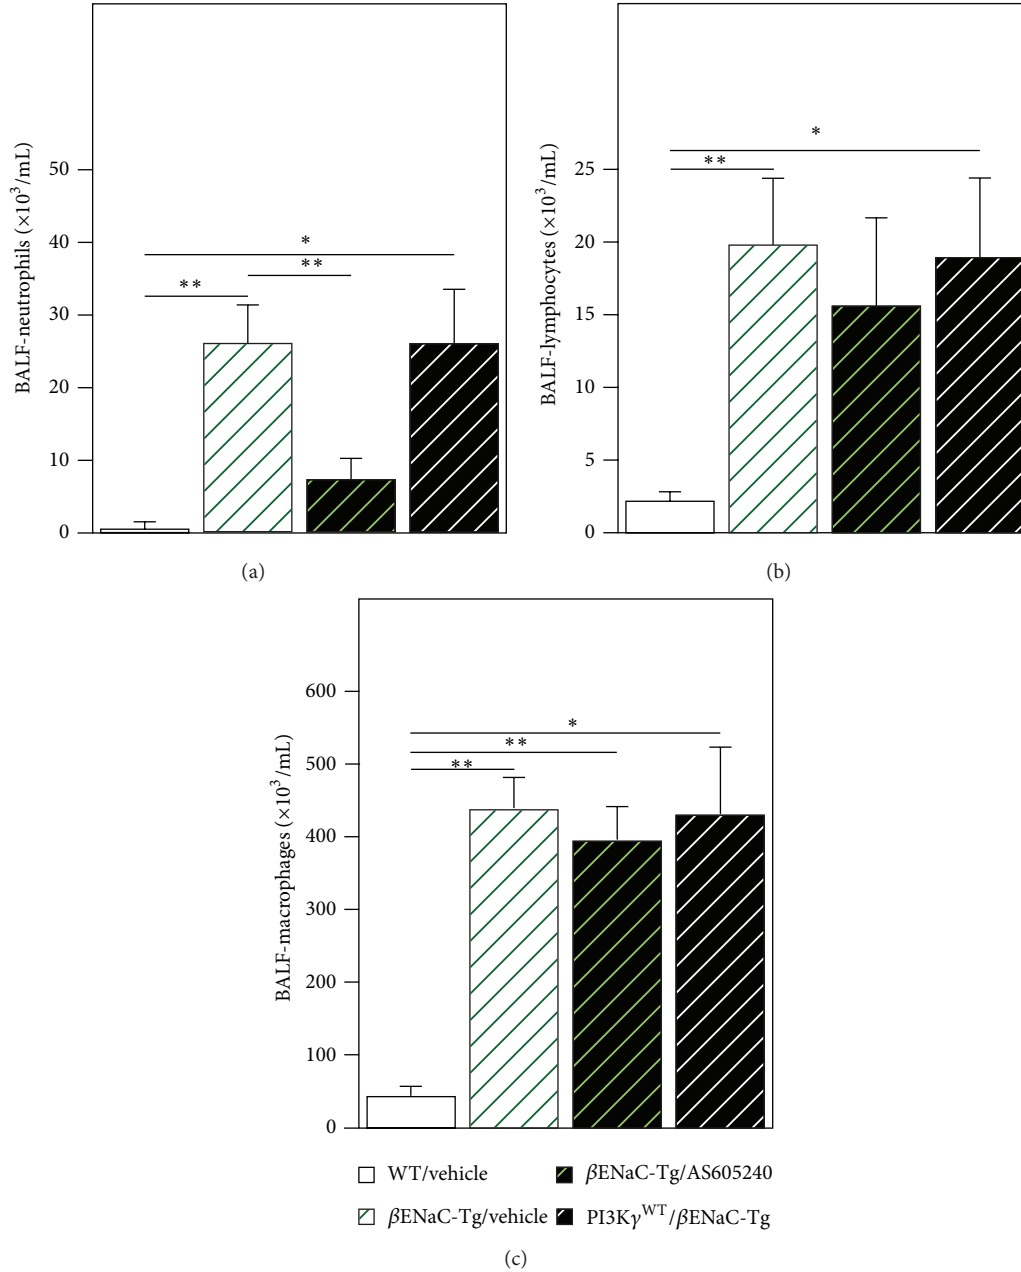 BALF-neutrophils (×10³/mL)
50
40
30
20
10
0
*
**
**
(a)
BALF-lymphocytes (×10³/mL)
25
20
15
10
5
0
*
**
(b)
BALF-macrophages (×10³/mL)
600
500
400
300
200
100
0
*
**
**
WT/vehicle
βENaC-Tg/AS605240
βENaC-Tg/vehicle
PI3Kγ^WT/βENaC-Tg
(c)